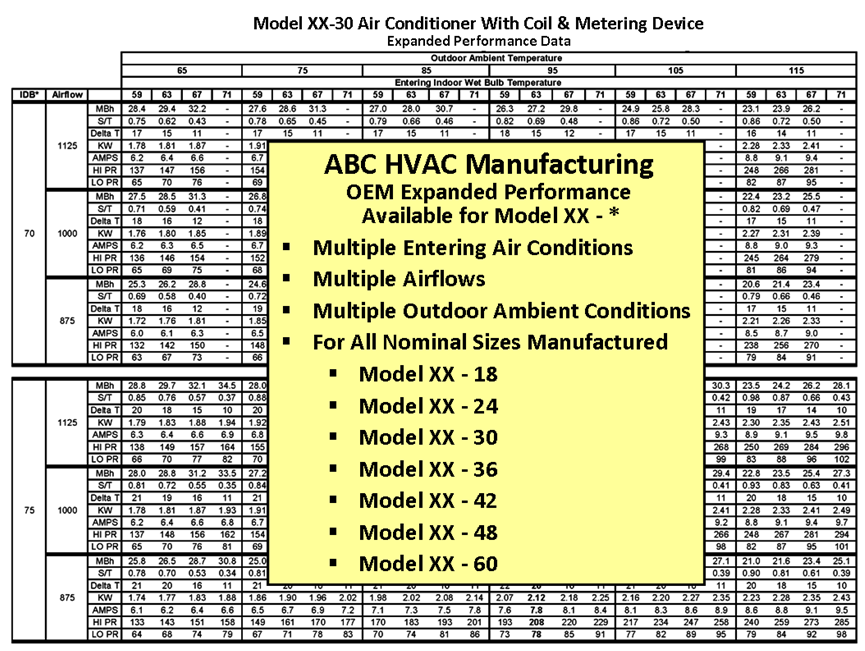 Model XX-30 Air Conditioner With Coil & Metering Device
Expanded Performance Data
Outdoor Ambient Temperature
65 75 85 95 105 115
Entering Indoor Wet Bulb Temperature
IDB* Airflow 59 63 67 71 59 63 67 71 59 63 67 71 59 63 67 71 59 63 67 71 59 63 67 71
MBh 28.4 29.4 32.2 - 27.6 28.6 31.3 - 27.0 28.0 30.7 - 26.3 27.2 29.8 - 24.9 25.8 28.3 - 23.1 23.9 26.2 -
S/T 0.75 0.62 0.43 - 0.78 0.65 0.45 - 0.79 0.66 0.46 - 0.82 0.69 0.48 - 0.86 0.72 0.50 - 0.86 0.72 0.50 -
Delta T 17 15 11 - 17 15 11 - 17 15 11 - 18 15 12 - 17 15 11 - 16 14 11 -
1125 KW 1.78 1.81 1.87 - 1.91 - 2.28 2.33 2.41 -
AMPS 6.2 6.4 6.6 - 6.7 - 8.8 9.1 9.4 -
HI PR 137 147 156 - 154 - 248 266 281 -
LO PR 65 70 76 - 69 - 82 87 95 -
MBh 27.5 28.5 31.3 - 26.8 - 22.4 23.2 25.5 -
S/T 0.71 0.59 0.41 - 0.74 - 0.82 0.69 0.47 -
Delta T 18 16 12 - 18 - 17 15 11 -
70 1000 KW 1.76 1.80 1.85 - 1.89 - 2.27 2.31 2.39 -
AMPS 6.2 6.3 6.5 - 6.7 - 8.8 9.0 9.3 -
HI PR 136 146 154 - 152 - 245 264 279 -
LO PR 65 69 75 - 68 - 81 86 94 -
MBh 25.3 26.2 28.8 - 24.6 - 20.6 21.4 23.4 -
S/T 0.69 0.58 0.40 - 0.72 - 0.79 0.66 0.46 -
Delta T 18 16 12 - 19 - 17 15 11 -
875 KW 1.72 1.76 1.81 - 1.85 - 2.21 2.26 2.33 -
AMPS 6.0 6.1 6.3 - 6.5 - 8.5 8.7 9.0 -
HI PR 132 142 150 - 148 - 238 256 270 -
LO PR 63 67 73 - 66 - 79 84 91 -
MBh 28.8 29.7 32.1 34.5 28.0 30.3 23.5 24.2 26.2 28.1
S/T 0.85 0.76 0.57 0.37 0.88 0.42 0.98 0.87 0.66 0.43
Delta T 20 18 15 10 20 11 19 17 14 10
1125 KW 1.79 1.83 1.88 1.94 1.92 2.43 2.30 2.35 2.43 2.51
AMPS 6.3 6.4 6.6 6.9 6.8 9.3 8.9 9.1 9.5 9.8
HI PR 138 149 157 164 155 268 250 269 284 296
LO PR 66 70 77 82 70 99 83 88 96 102
MBh 28.0 28.8 31.2 33.5 27.2 29.4 22.8 23.5 25.4 27.3
S/T 0.81 0.72 0.55 0.35 0.84 0.41 0.93 0.83 0.63 0.41
Delta T 21 19 16 11 21 11 20 18 15 10
75 1000 KW 1.78 1.81 1.87 1.93 1.91 2.41 2.28 2.33 2.41 2.49
AMPS 6.2 6.4 6.6 6.8 6.7 9.2 8.8 9.1 9.4 9.7
HI PR 137 148 156 162 154 266 248 267 281 294
LO PR 65 70 76 81 69 98 82 87 95 101
MBh 25.8 26.5 28.7 30.8 25.0 27.1 21.0 21.6 23.4 25.1
S/T 0.78 0.70 0.53 0.34 0.81 0.39 0.90 0.81 0.61 0.39
Delta T 21 20 16 11 21 11 20 18 15 10
875 KW 1.74 1.77 1.83 1.88 1.86 1.90 1.96 2.02 1.98 2.02 2.08 2.14 2.07 2.12 2.18 2.25 2.16 2.20 2.27 2.35 2.23 2.28 2.35 2.43
AMPS 6.1 6.2 6.4 6.6 6.5 6.7 6.9 7.2 7.1 7.3 7.5 7.8 7.6 7.8 8.1 8.4 8.1 8.3 8.6 8.9 8.6 8.8 9.1 9.5
HI PR 133 143 151 158 149 161 170 177 170 183 193 201 193 208 220 229 217 234 247 258 240 259 273 285
LO PR 64 68 74 79 67 71 78 83 70 74 81 86 73 78 85 91 77 82 89 95 79 84 92 98
ABC HVAC Manufacturing
OEM Expanded Performance
Available for Model XX - *
▪ Multiple Entering Air Conditions
▪ Multiple Airflows
▪ Multiple Outdoor Ambient Conditions
▪ For All Nominal Sizes Manufactured
▪ Model XX - 18
▪ Model XX - 24
▪ Model XX - 30
▪ Model XX - 36
▪ Model XX - 42
▪ Model XX - 48
▪ Model XX - 60